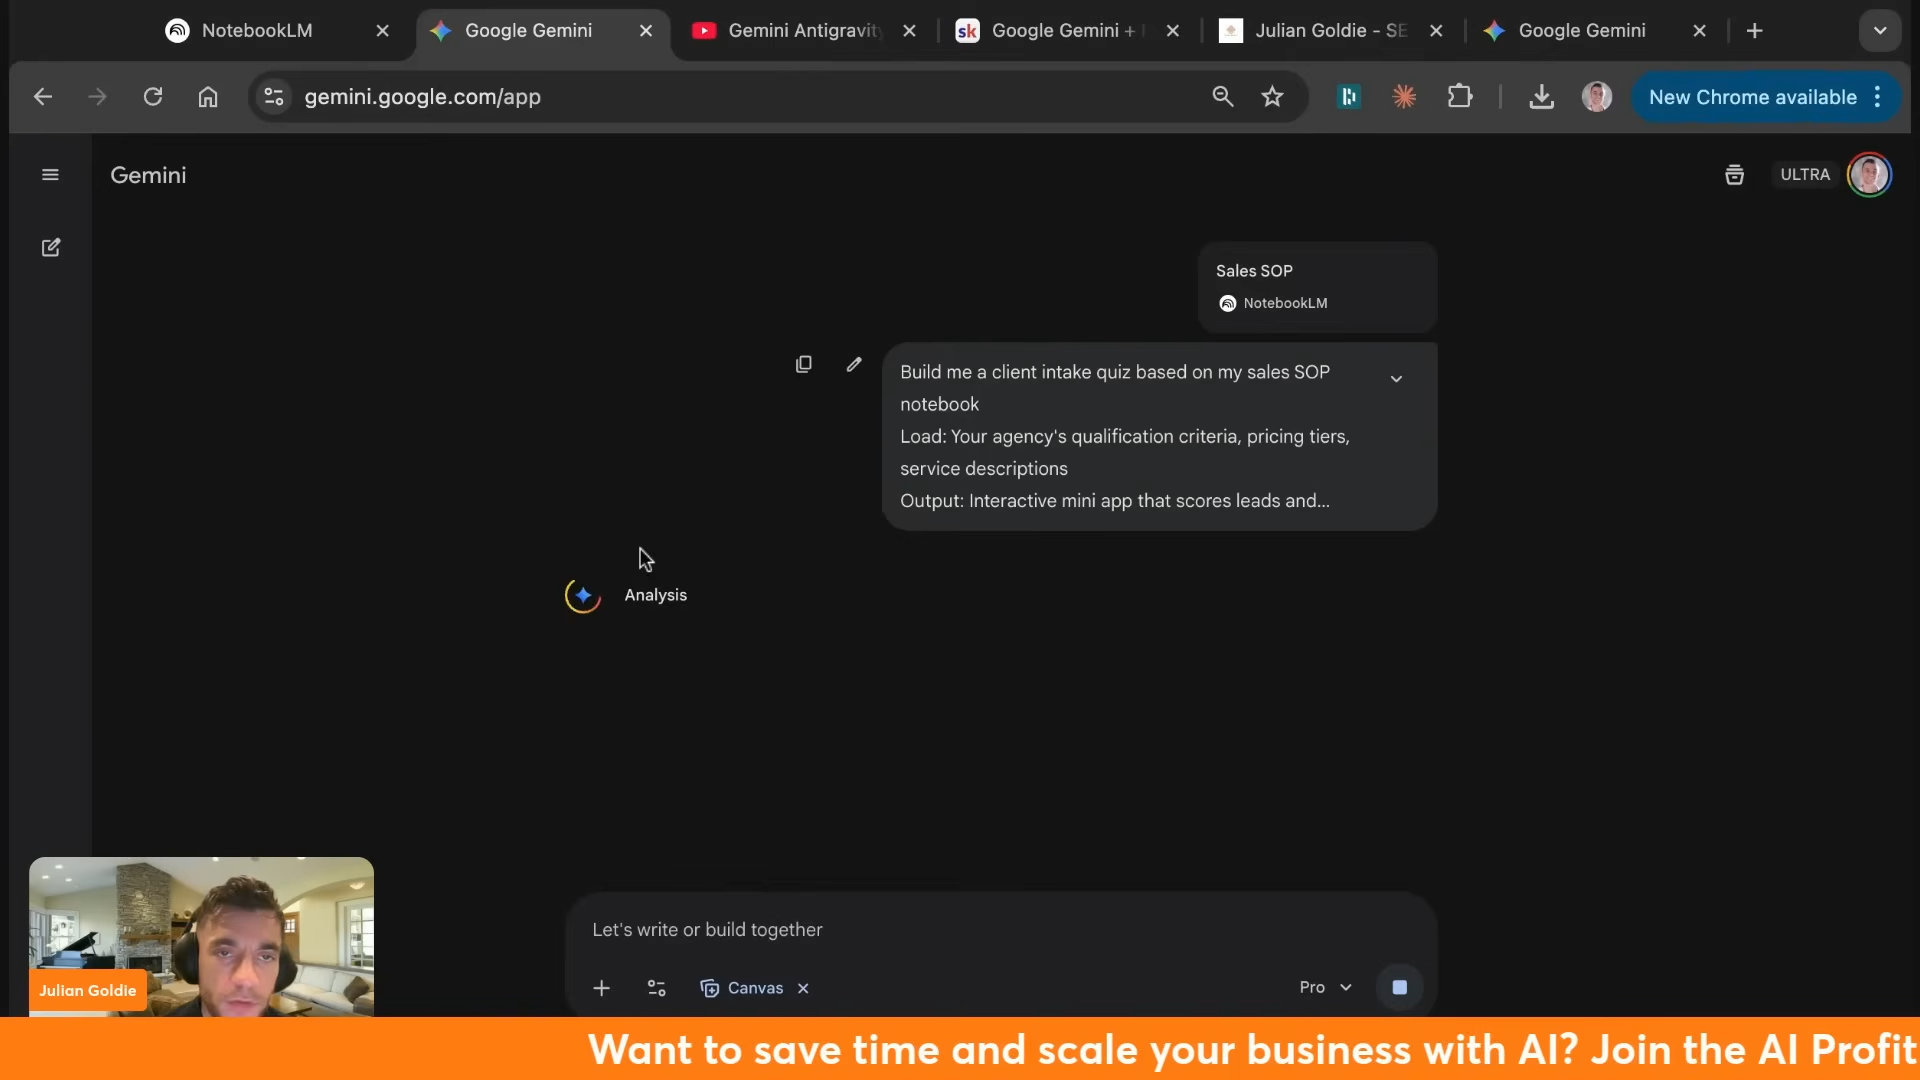 NotebookLM
Google Gemini
Gemini Antigravity
Google Gemini +
Julian Goldie - SE
Google Gemini
gemini.google.com/app
New Chrome available
Gemini
ULTRA
Sales SOP
NotebookLM
Build me a client intake quiz based on my sales SOP
notebook
Load: Your agency's qualification criteria, pricing tiers,
service descriptions
Output: Interactive mini app that scores leads and...
Analysis
Let's write or build together
Canvas
Pro
Julian Goldie
Want to save time and scale your business with AI? Join the AI Profit